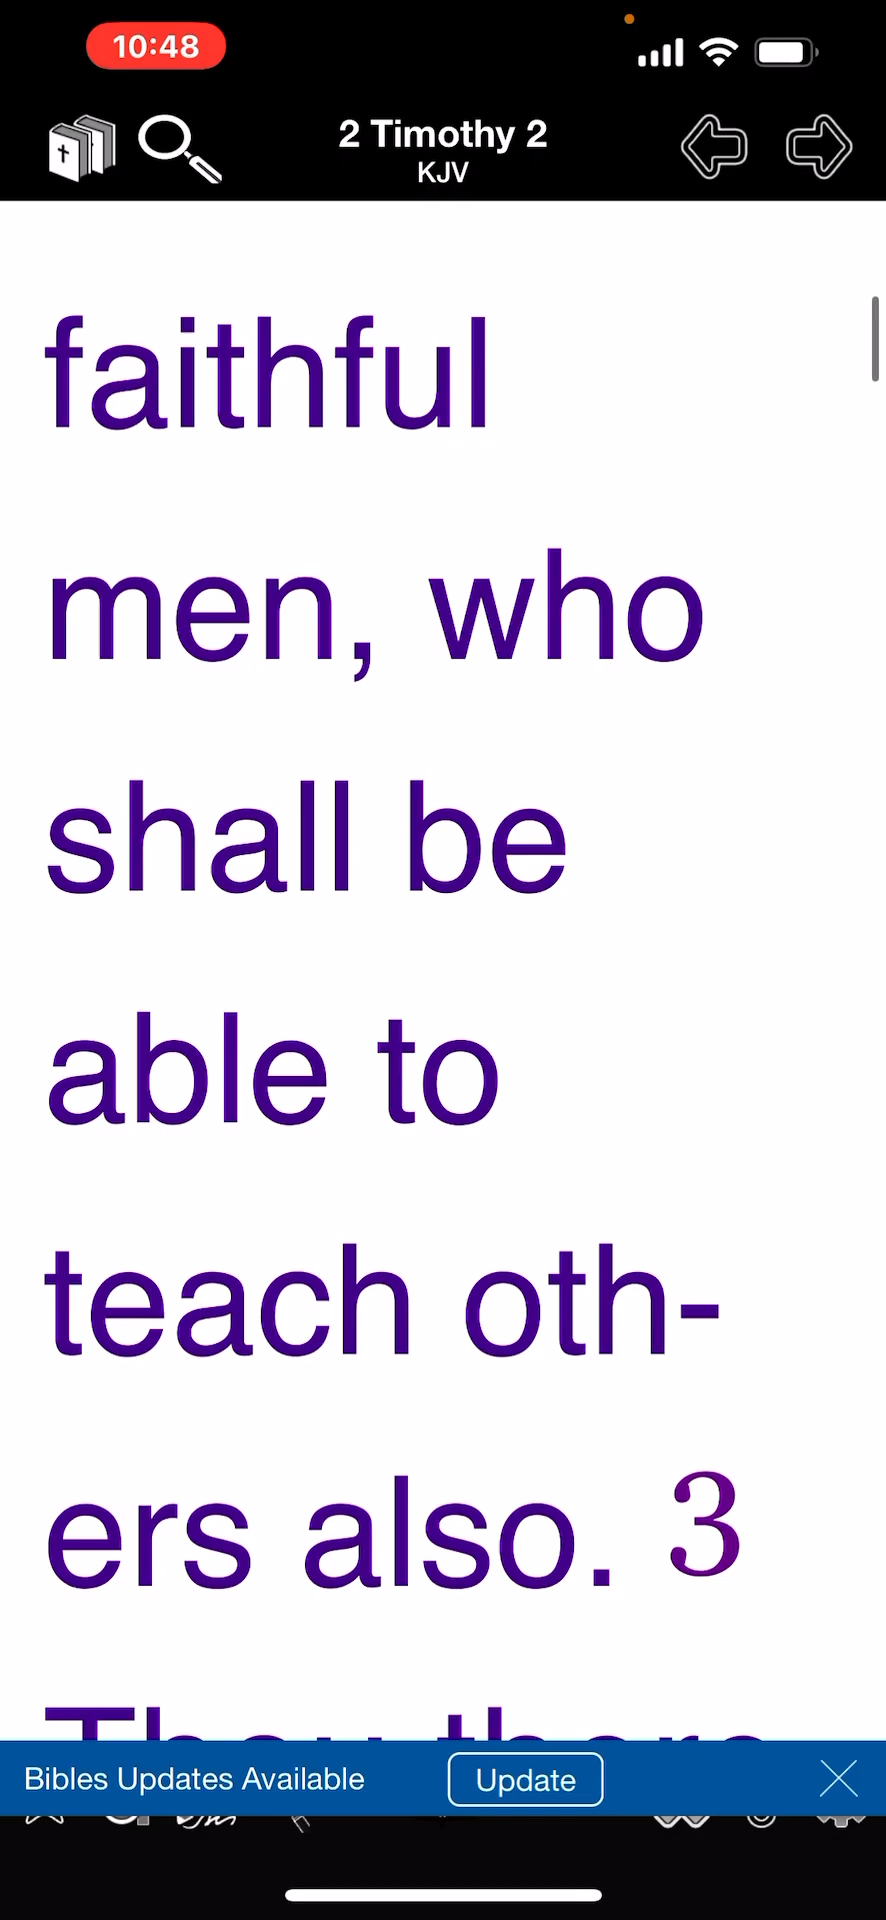 10:48
2 Timothy 2
KJV
faithful
men, who
shall be
able to
teach oth-
ers also. 3
Bibles Updates Available
Update